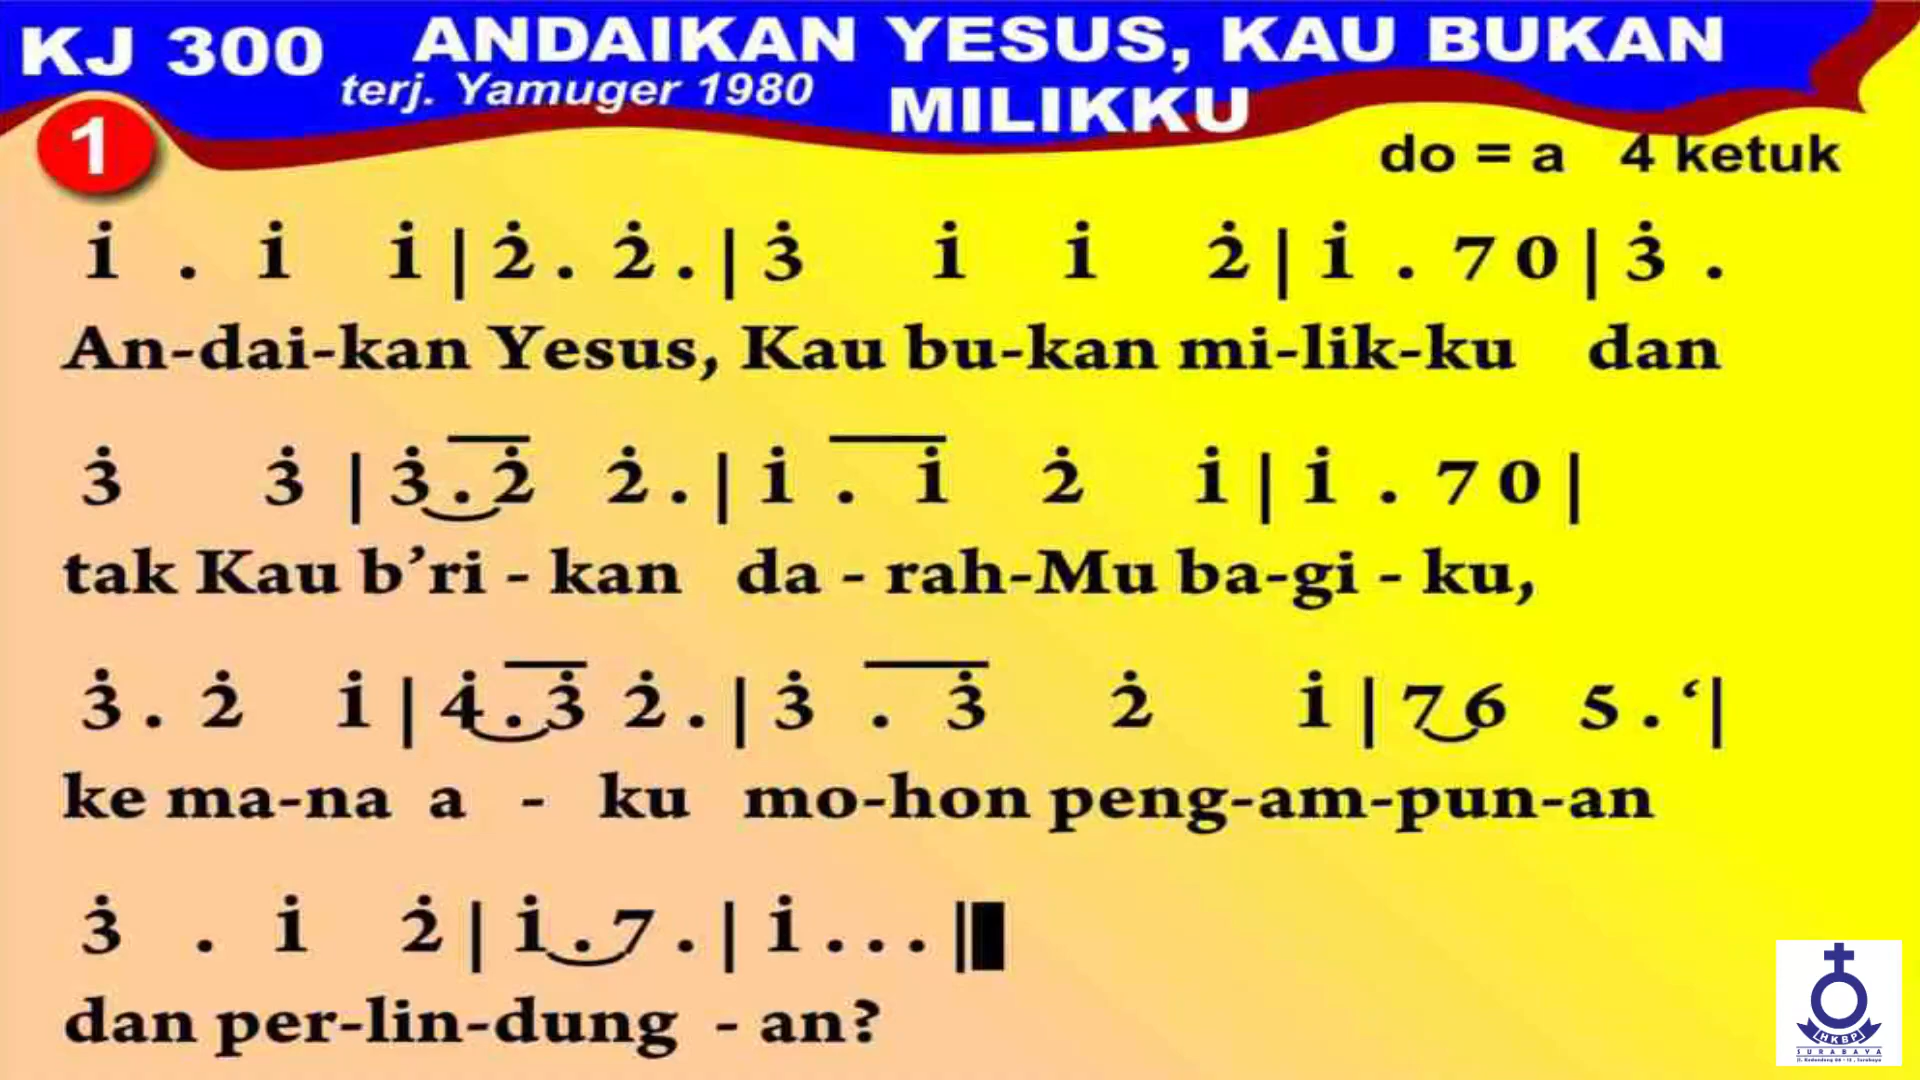 KJ 300 ANDAIKAN YESUS, KAU BUKAN MILIKKU
terj. Yamuger 1980
1
do = a 4 ketuk
i̇ . i̇ i̇ | 2̇ . 2̇ . | 3̇ i̇ i̇ 2̇ | i̇ . 7 0 | 3̇ .
An-dai-kan Yesus, Kau bu-kan mi-lik-ku dan
3̇ 3̇ | 3̇ . 2̇ 2̇ . | i̇ . i̇ 2̇ i̇ | i̇ . 7 0 |
tak Kau b’ri - kan da - rah-Mu ba-gi - ku,
3̇ . 2̇ i̇ | 4̇ . 3̇ 2̇ . | 3̇ . 3̇ 2̇ i̇ | 7 6 5 . ‘ |
ke ma-na a - ku mo-hon peng-am-pun-an
3̇ . i̇ 2̇ | i̇ . 7 . | i̇ . . . ||
dan per-lin-dung - an?
HKBP
SURABAYA